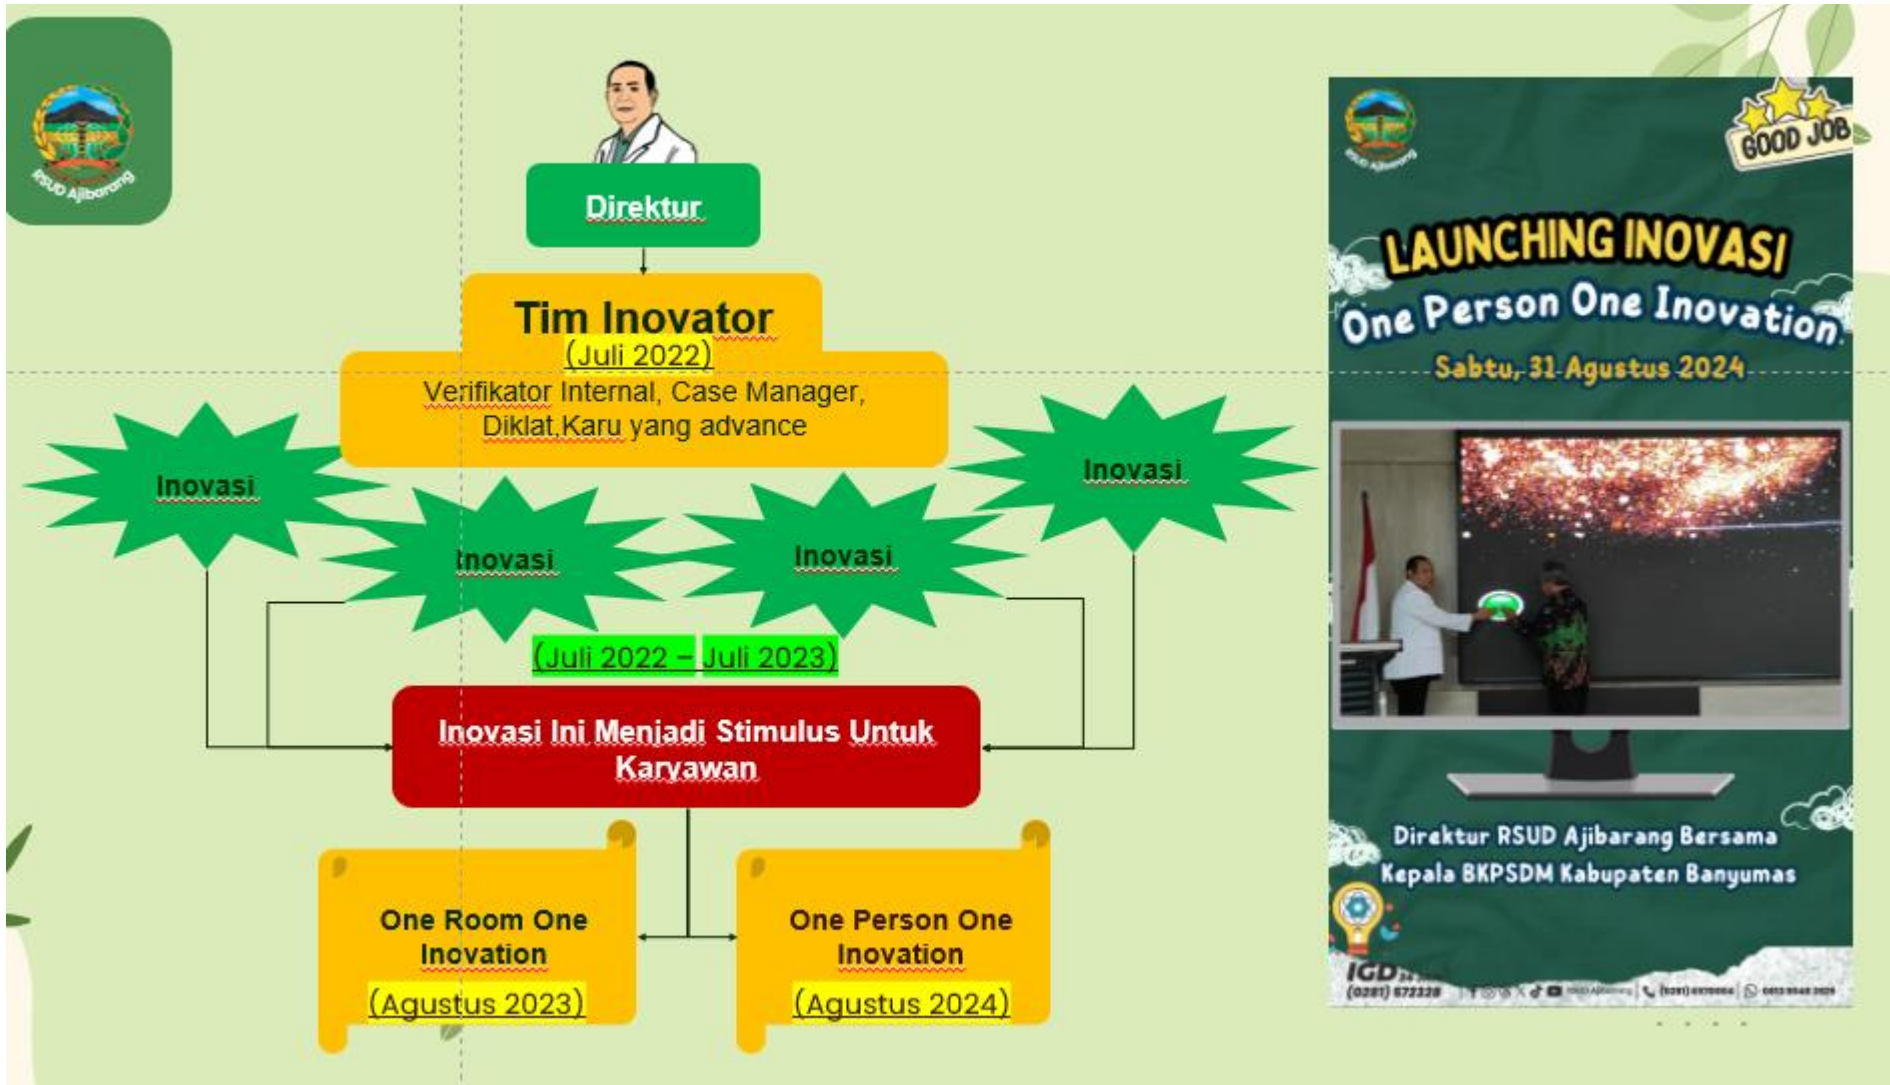 RSUD Ajibarang
Direktur
Tim Inovator
(Juli 2022)
Verifikator Internal, Case Manager,
Diklat,Karu yang advance
Inovasi
Inovasi
Inovasi
Inovasi
(Juli 2022 – Juli 2023)
Inovasi Ini Menjadi Stimulus Untuk
Karyawan
One Room One
Inovation
(Agustus 2023)
One Person One
Inovation
(Agustus 2024)
RSUD Ajibarang
GOOD JOB
LAUNCHING INOVASI
One Person One Inovation
Sabtu, 31 Agustus 2024
Direktur RSUD Ajibarang Bersama
Kepala BKPSDM Kabupaten Banyumas
IGD
(0281) 572328